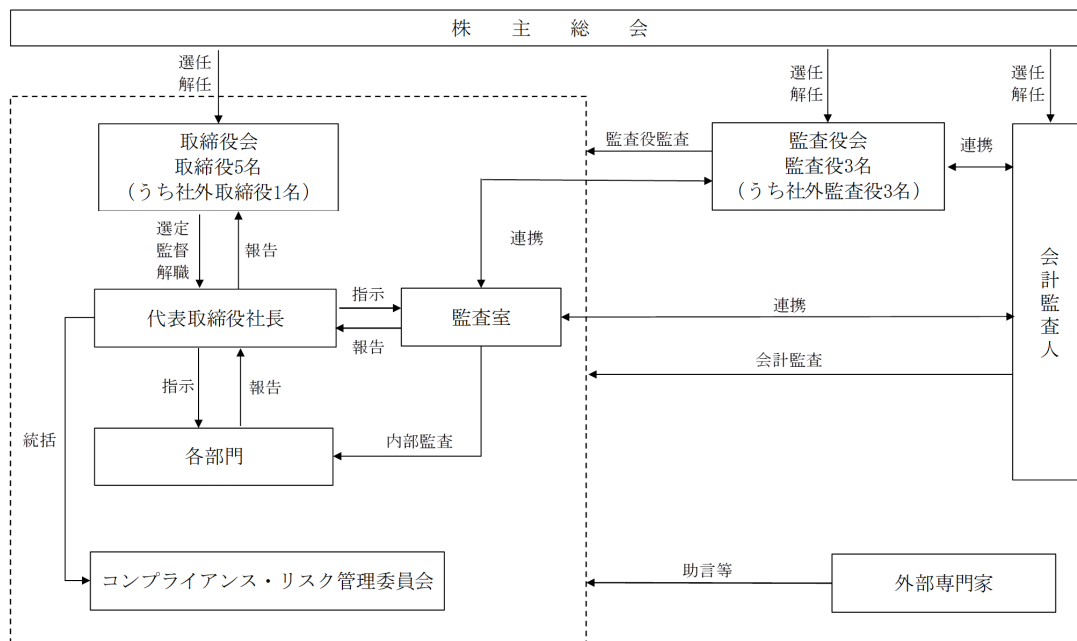 株主総会
選任
解任
選任
解任
選任
解任
取締役会
取締役5名
（うち社外取締役1名）
監査役監査
監査役会
監査役3名
（うち社外監査役3名）
連携
選定
監督
解職
報告
連携
会計監査人
代表取締役社長
指示
報告
監査室
連携
会計監査
指示
報告
統括
各部門
内部監査
コンプライアンス・リスク管理委員会
助言等
外部専門家